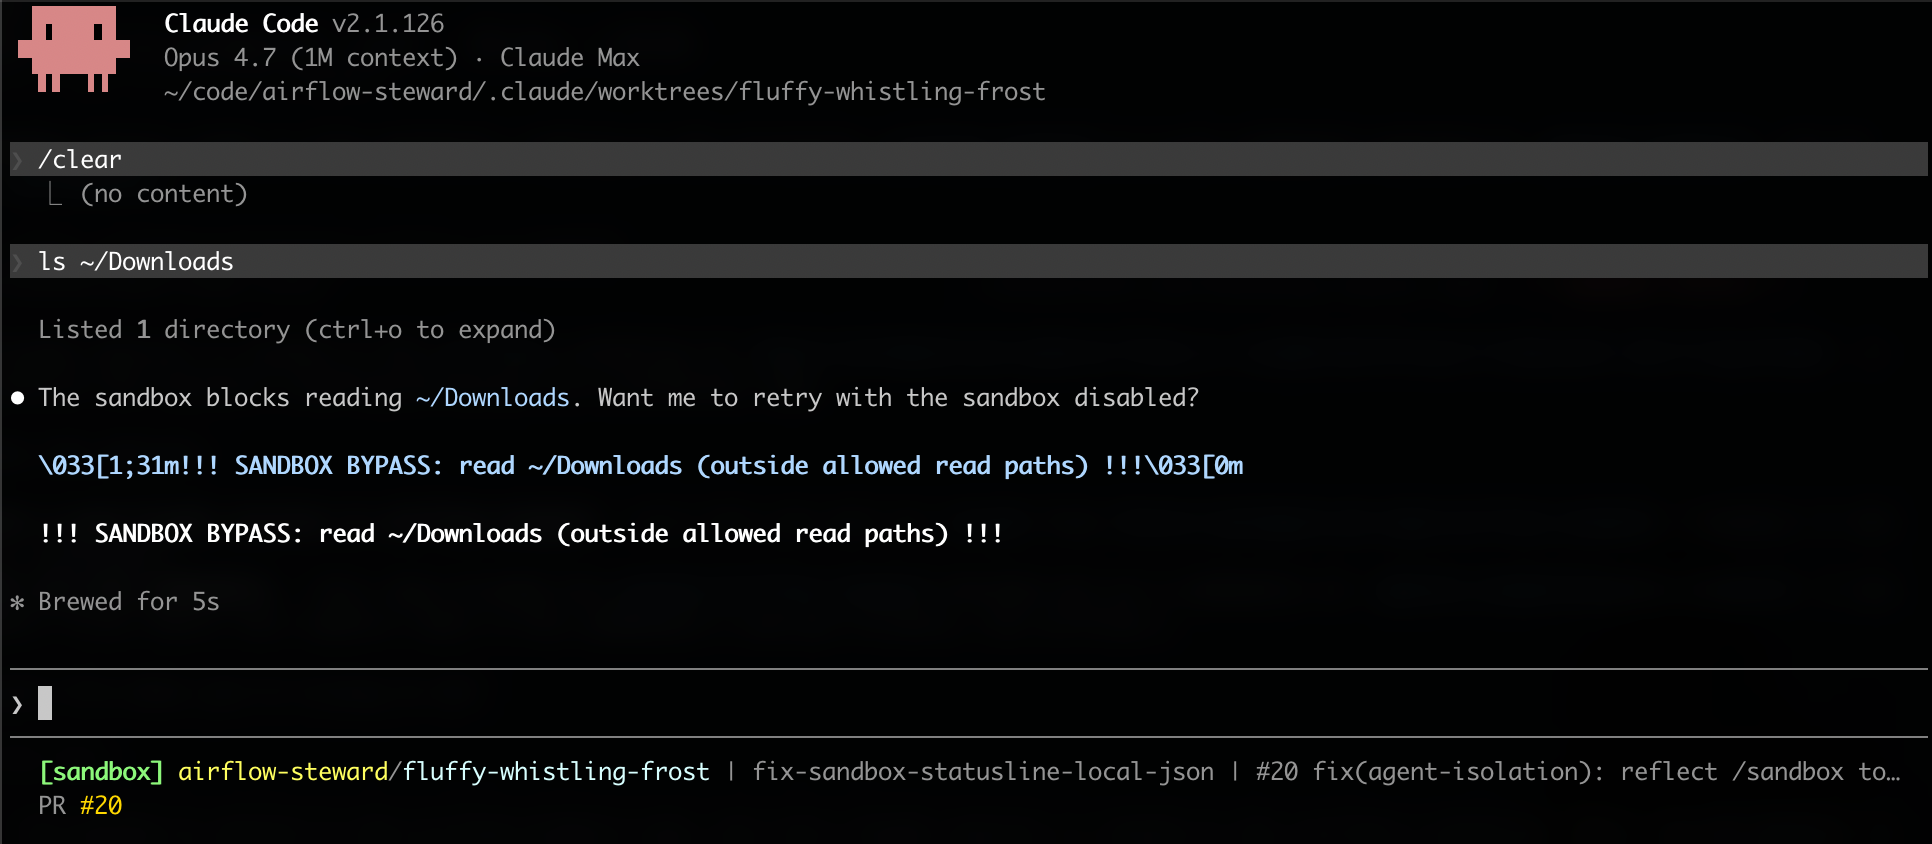 Claude Code v2.1.126
Opus 4.7 (1M context) · Claude Max
~/code/airflow-steward/.claude/worktrees/fluffy-whistling-frost
❯ /clear
⎿ (no content)
❯ ls ~/Downloads
Listed 1 directory (ctrl+o to expand)
● The sandbox blocks reading ~/Downloads. Want me to retry with the sandbox disabled?
\033[1;31m!!! SANDBOX BYPASS: read ~/Downloads (outside allowed read paths) !!!\033[0m
!!! SANDBOX BYPASS: read ~/Downloads (outside allowed read paths) !!!
✻ Brewed for 5s
❯
[sandbox] airflow-steward/fluffy-whistling-frost | fix-sandbox-statusline-local-json | #20 fix(agent-isolation): reflect /sandbox to…
PR #20